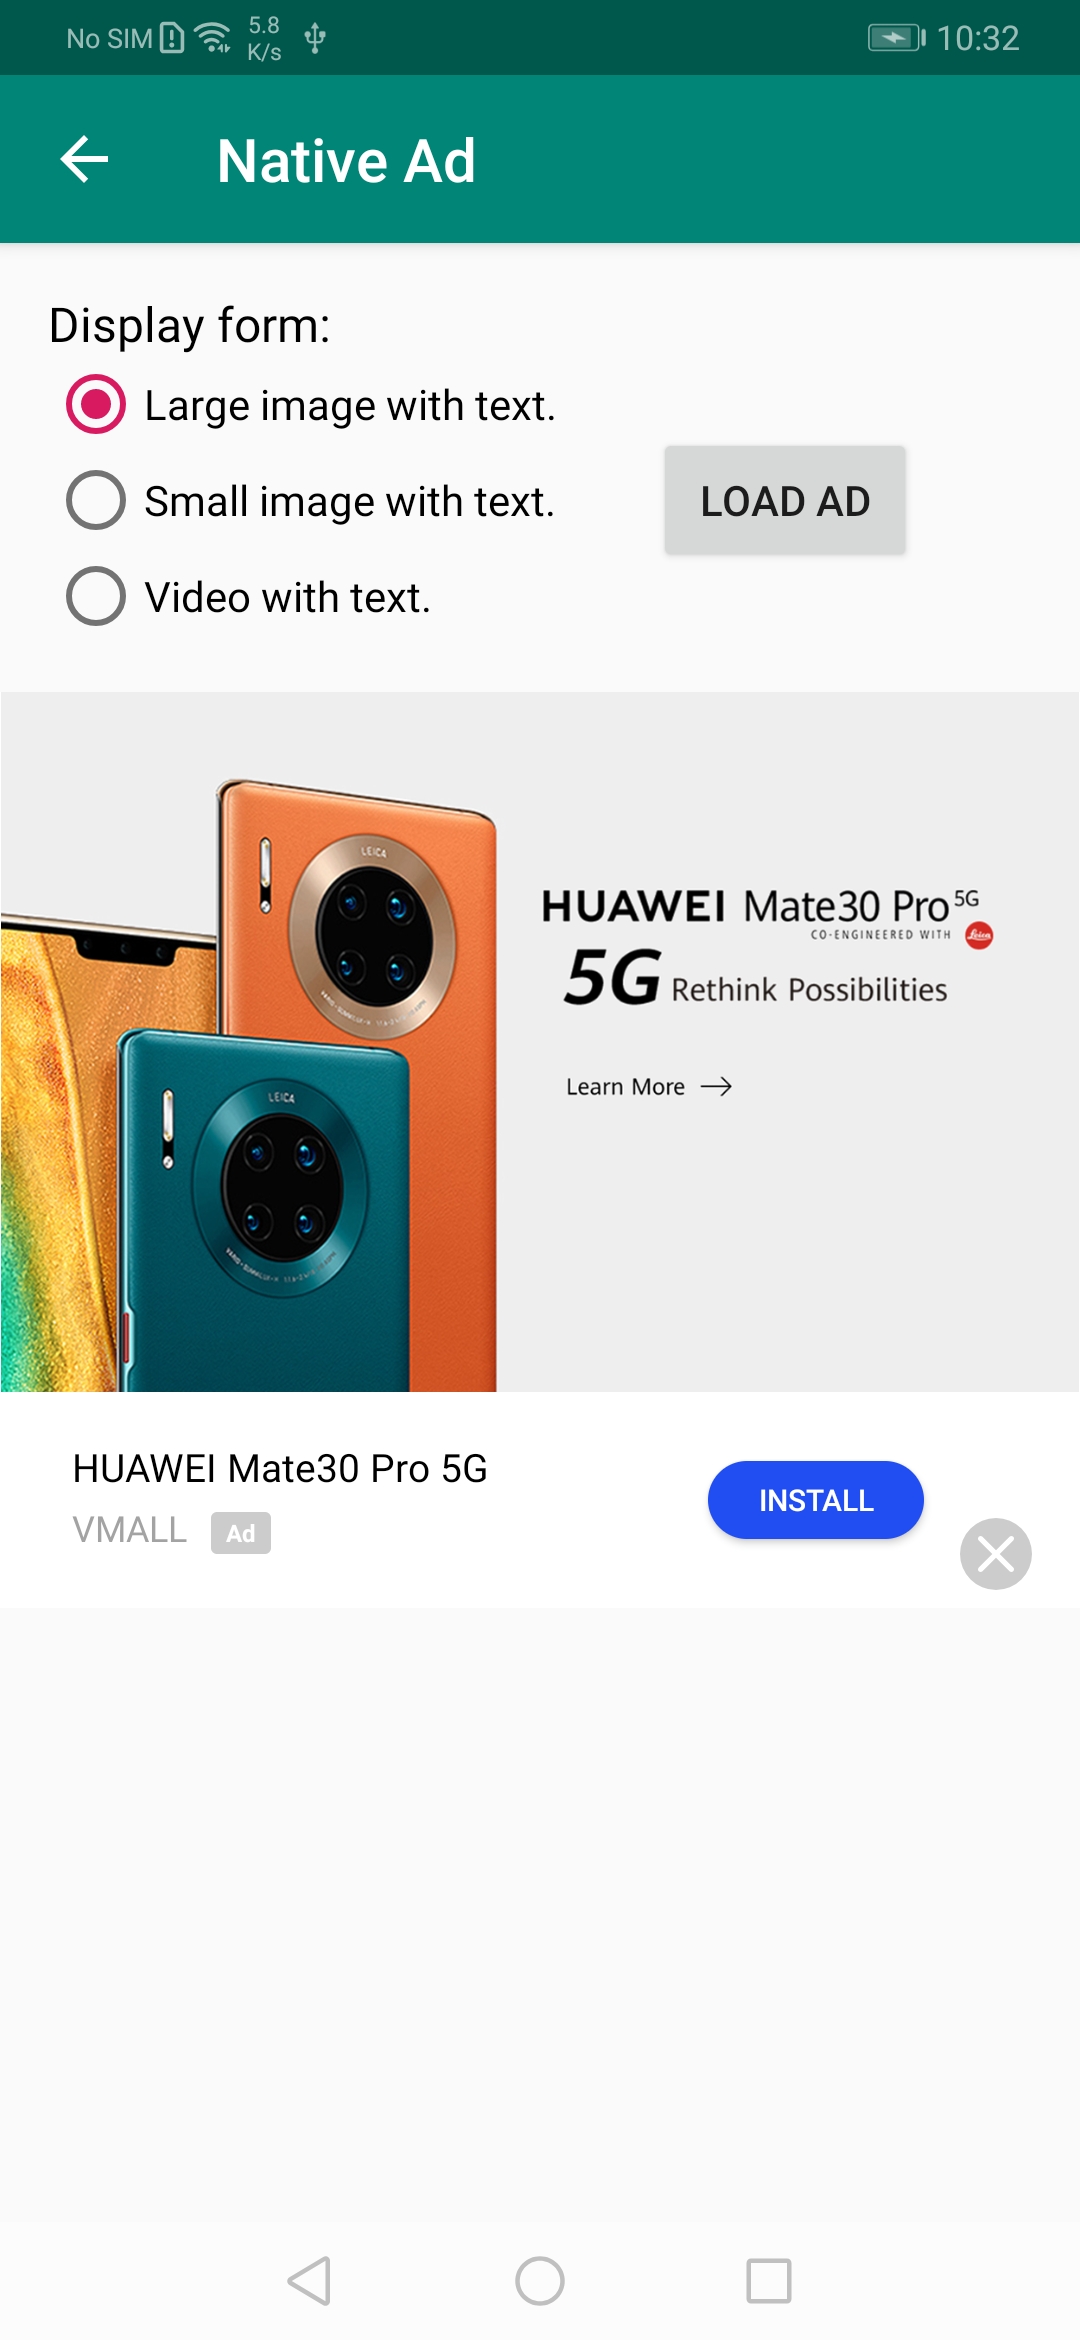 No SIM 5.8 K/s 10:32
Native Ad
Display form:
Large image with text.
Small image with text.
LOAD AD
Video with text.
LEICA
HUAWEI Mate30 Pro 5G
CO-ENGINEERED WITH Leica
5G Rethink Possibilities
Learn More
LEICA
HUAWEI Mate30 Pro 5G
INSTALL
VMALL Ad